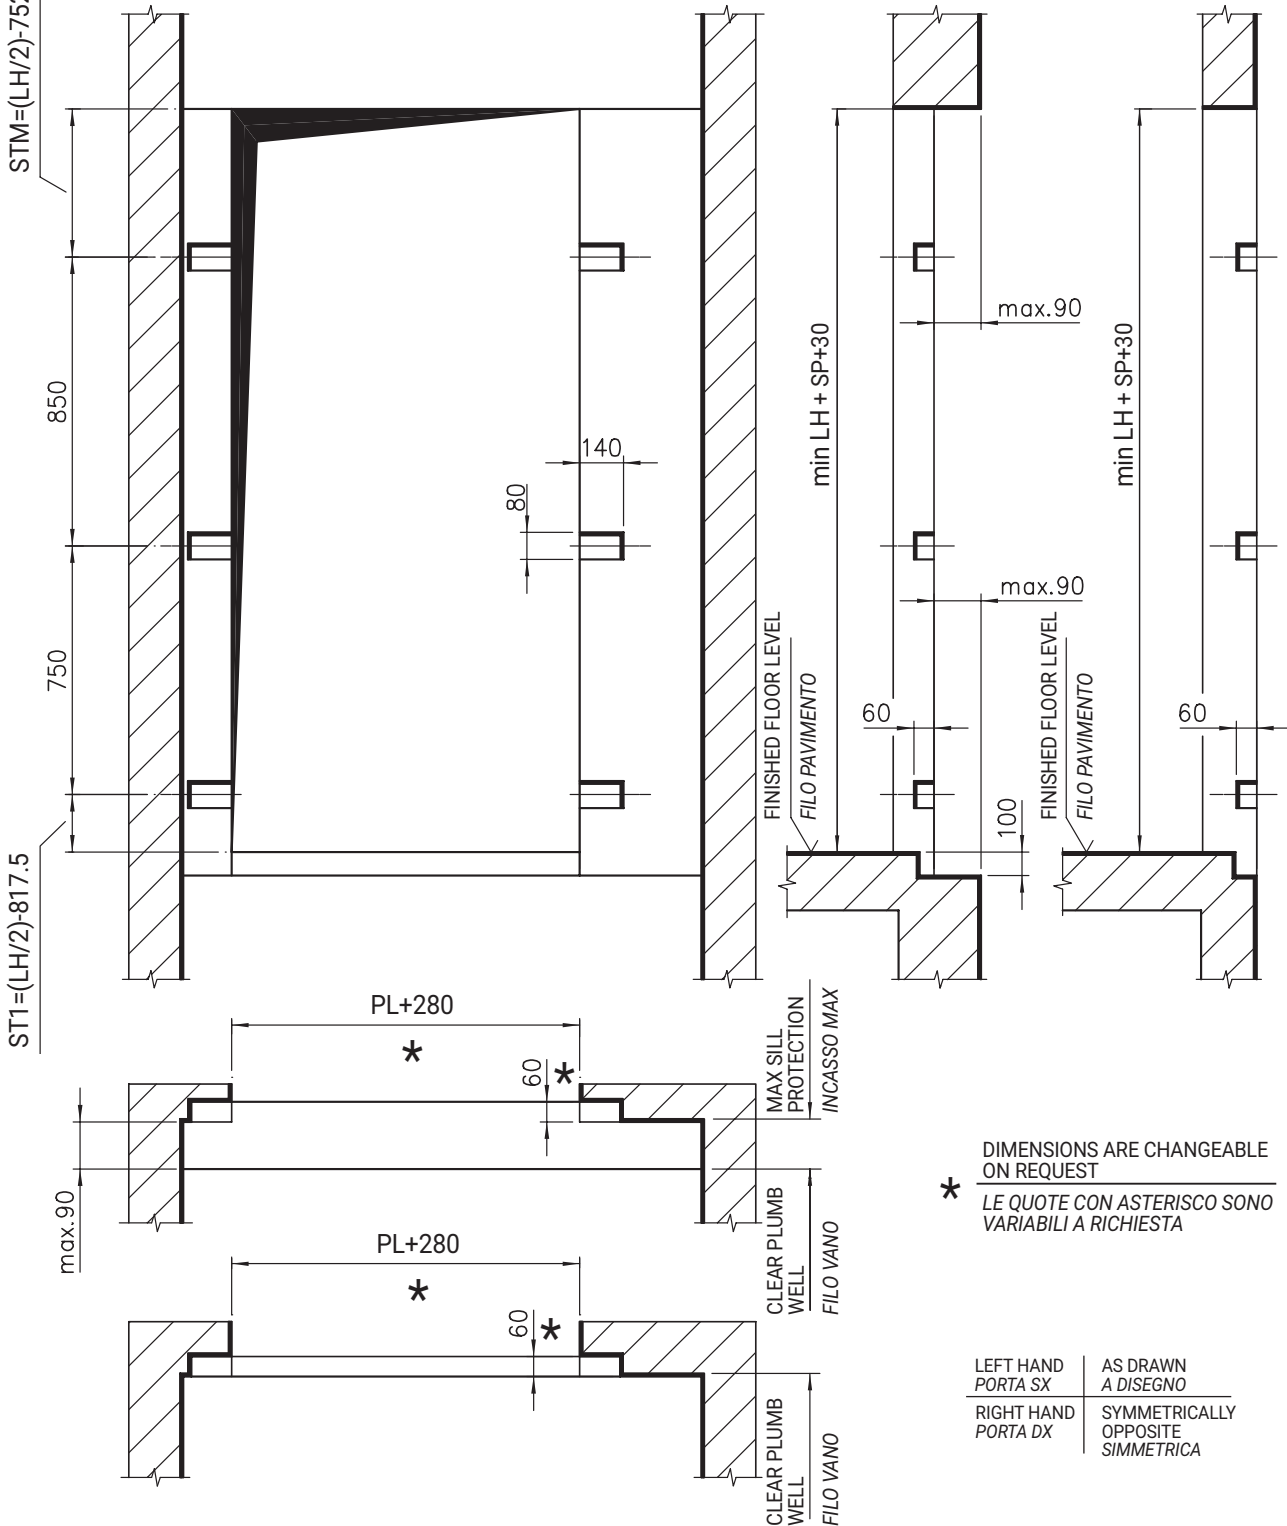 STM=(LH/2)-752
850
750
ST1=(LH/2)-817.5
140
80
min LH + SP+30
max.90
max.90
60
100
FINISHED FLOOR LEVEL
FILO PAVIMENTO
min LH + SP+30
60
FINISHED FLOOR LEVEL
FILO PAVIMENTO
PL+280
*
60
*
max.90
MAX SILL
PROTECTION
INCASSO MAX
CLEAR PLUMB
WELL
FILO VANO
PL+280
*
60
*
CLEAR PLUMB
WELL
FILO VANO
DIMENSIONS ARE CHANGEABLE
ON REQUEST
*
LE QUOTE CON ASTERISCO SONO
VARIABILI A RICHIESTA
LEFT HAND
PORTA SX
AS DRAWN
A DISEGNO
RIGHT HAND
PORTA DX
SYMMETRICALLY
OPPOSITE
SIMMETRICA